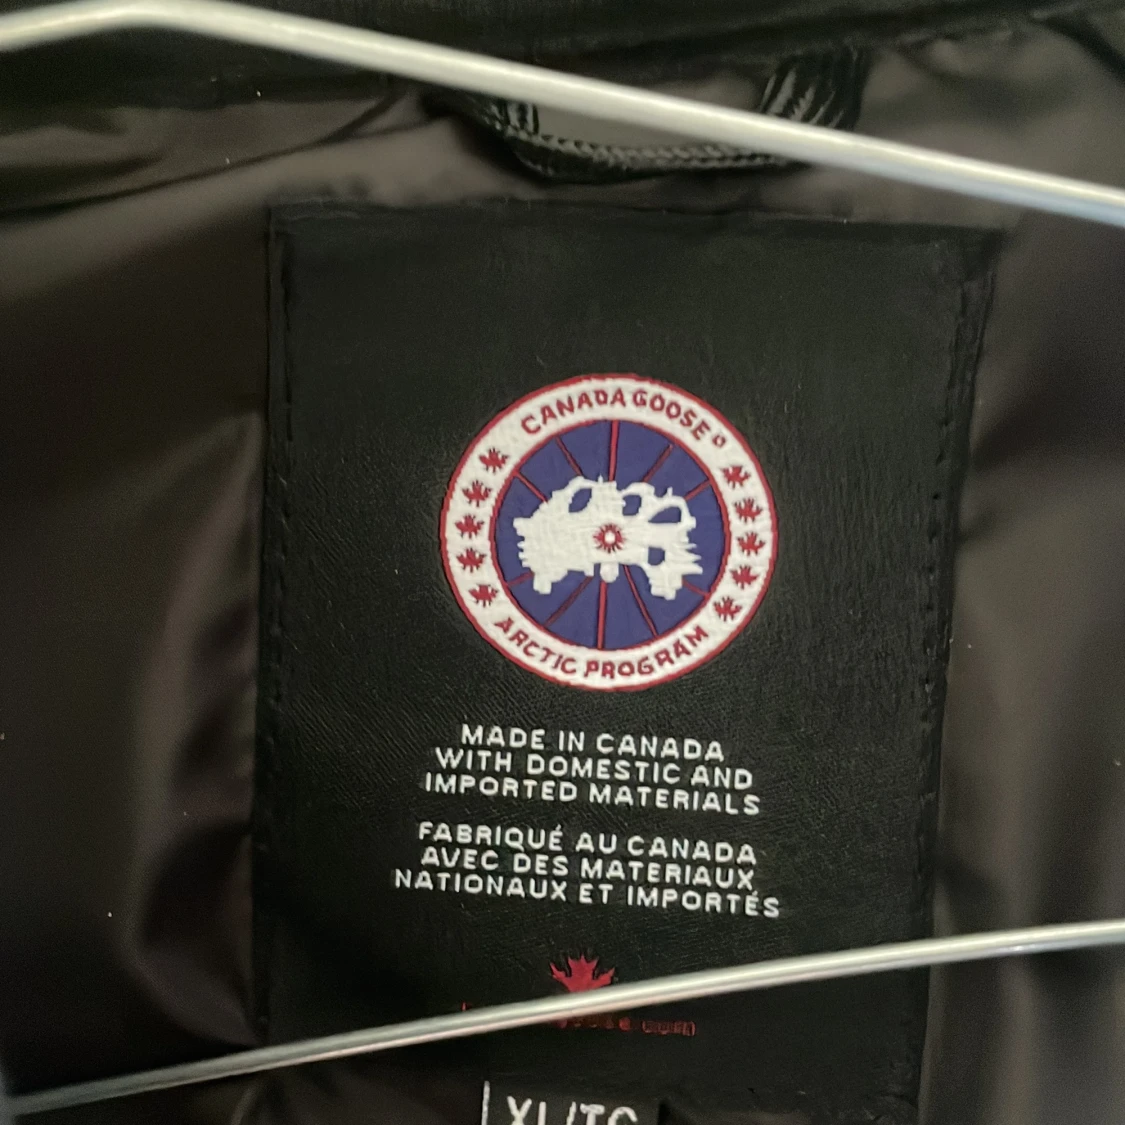 CANADA GOOSE
ARCTIC PROGRAM
MADE IN CANADA
WITH DOMESTIC AND
IMPORTED MATERIALS
FABRIQUÉ AU CANADA
AVEC DES MATERIAUX
NATIONAUX ET IMPORTÉS
XL/TG